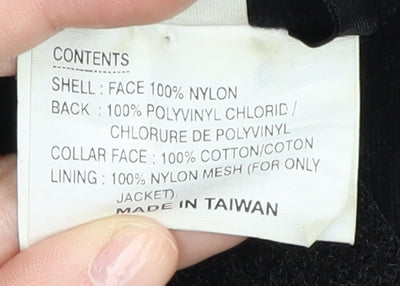 CONTENTS
SHELL : FACE 100% NYLON
BACK : 100% POLYVINYL CHLORID /
CHLORURE DE POLYVINYL
COLLAR FACE : 100% COTTON/COTON
LINING : 100% NYLON MESH (FOR ONLY
JACKET).
MADE IN TAIWAN